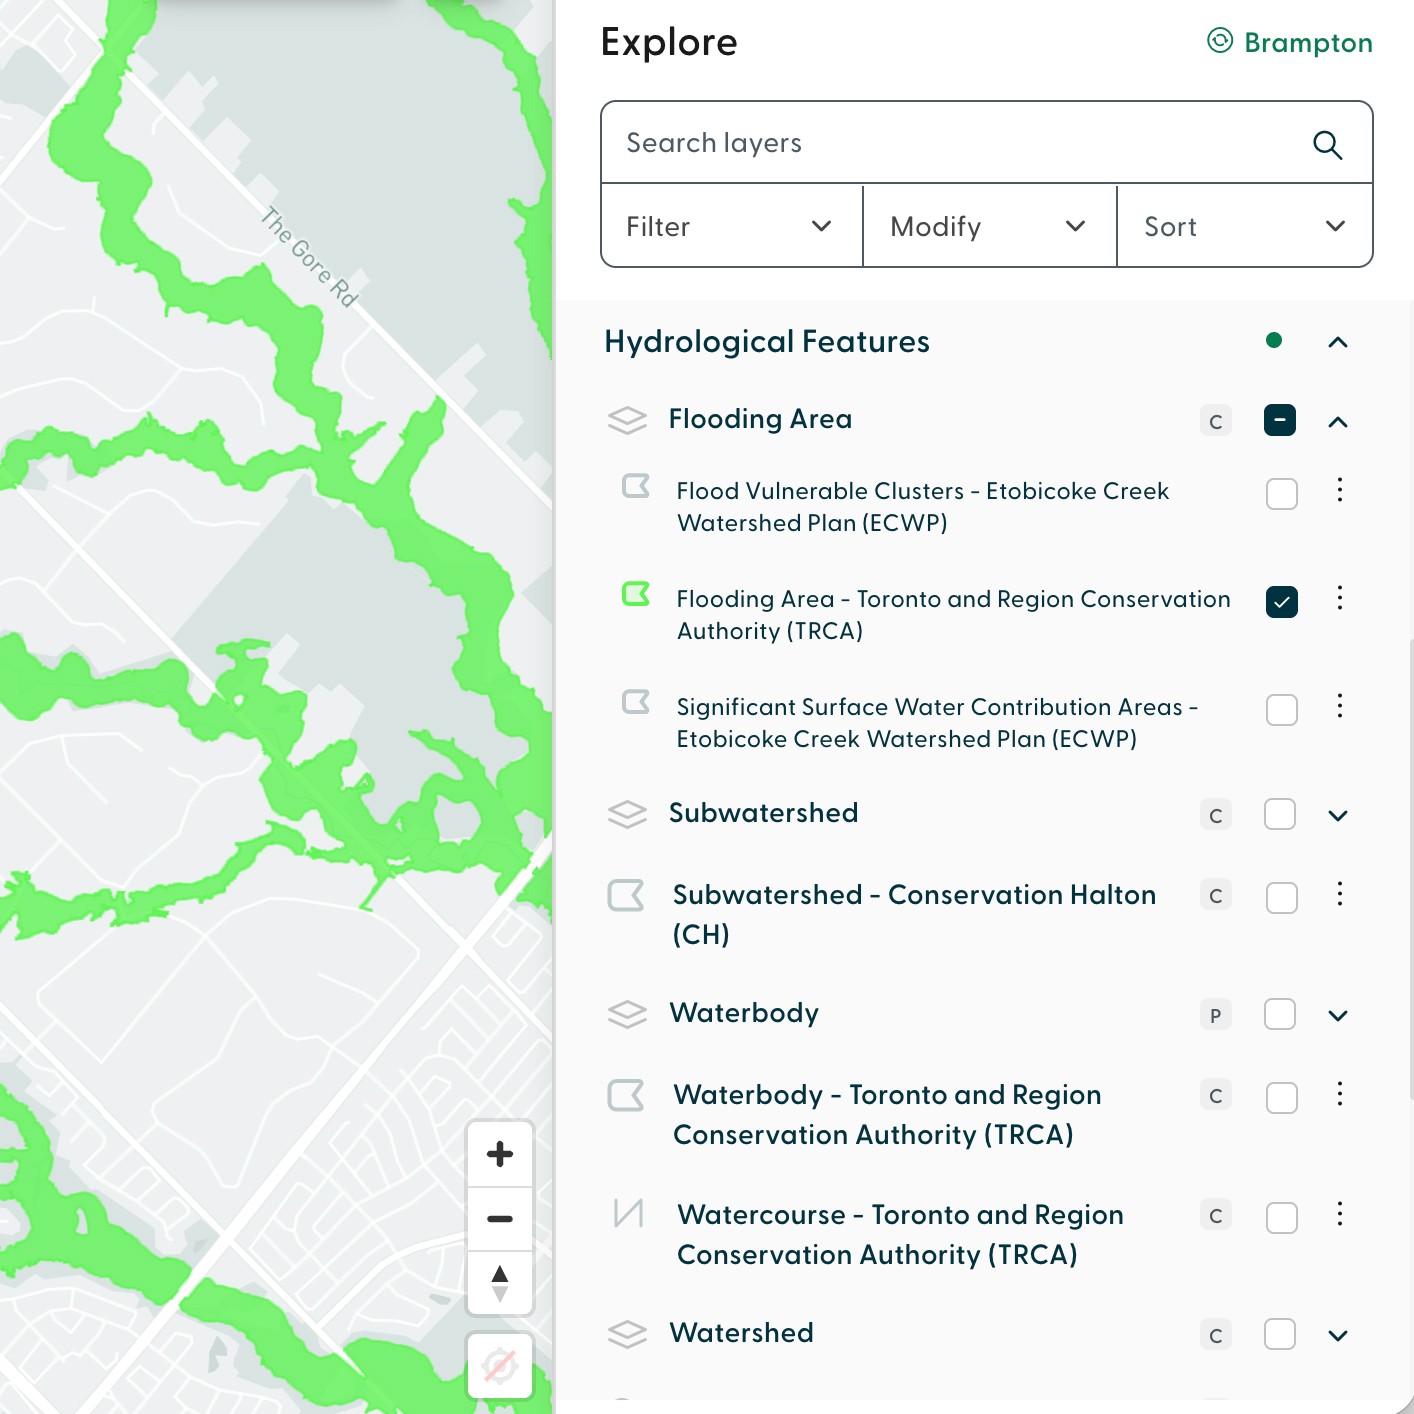 Explore
Brampton
Search layers
Filter
Modify
Sort
The Gore Rd
Hydrological Features
Flooding Area
C
Flood Vulnerable Clusters - Etobicoke Creek
Watershed Plan (ECWP)
Flooding Area - Toronto and Region Conservation
Authority (TRCA)
Significant Surface Water Contribution Areas -
Etobicoke Creek Watershed Plan (ECWP)
Subwatershed
C
Subwatershed - Conservation Halton
(CH)
C
Waterbody
P
Waterbody - Toronto and Region
Conservation Authority (TRCA)
C
Watercourse - Toronto and Region
Conservation Authority (TRCA)
C
Watershed
C